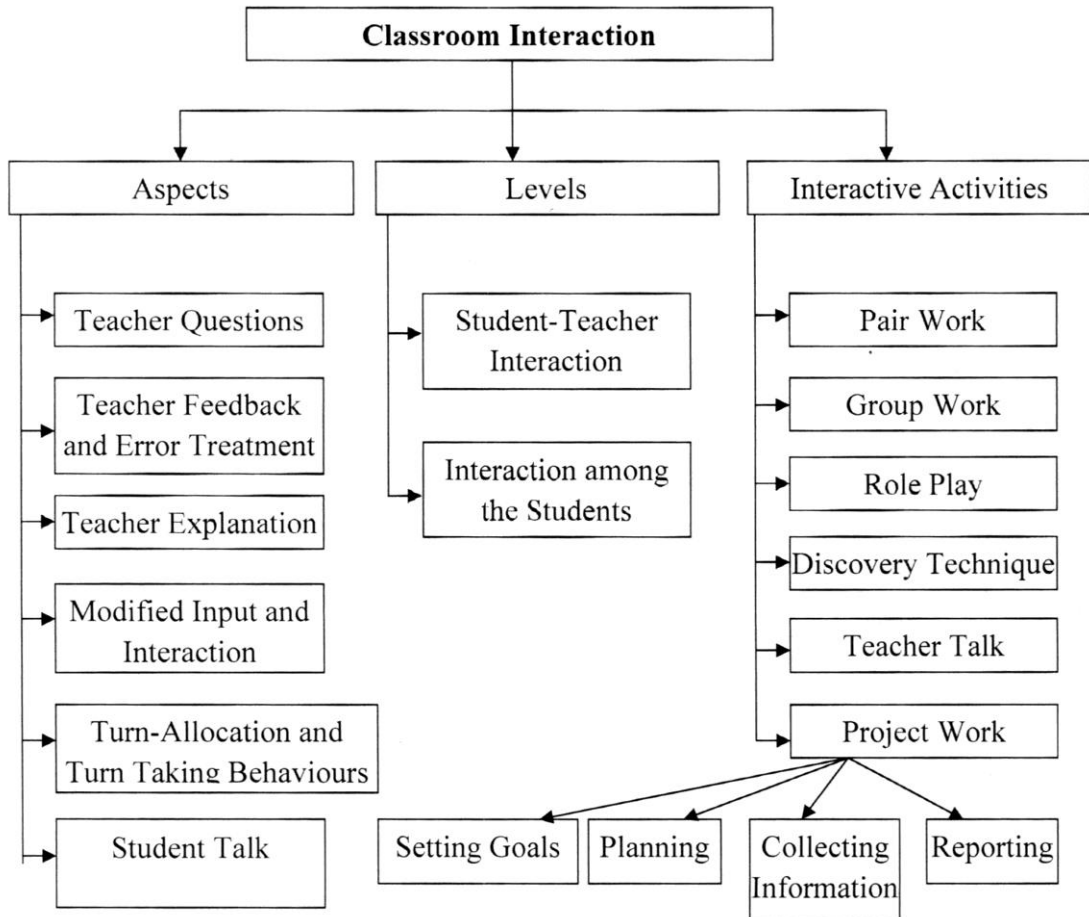 Classroom Interaction
Aspects
Levels
Interactive Activities
Teacher Questions
Teacher Feedback
and Error Treatment
Teacher Explanation
Modified Input and
Interaction
Turn-Allocation and
Turn Taking Behaviours
Student Talk
Student-Teacher
Interaction
Interaction among
the Students
Pair Work
Group Work
Role Play
Discovery Technique
Teacher Talk
Project Work
Setting Goals
Planning
Collecting
Information
Reporting